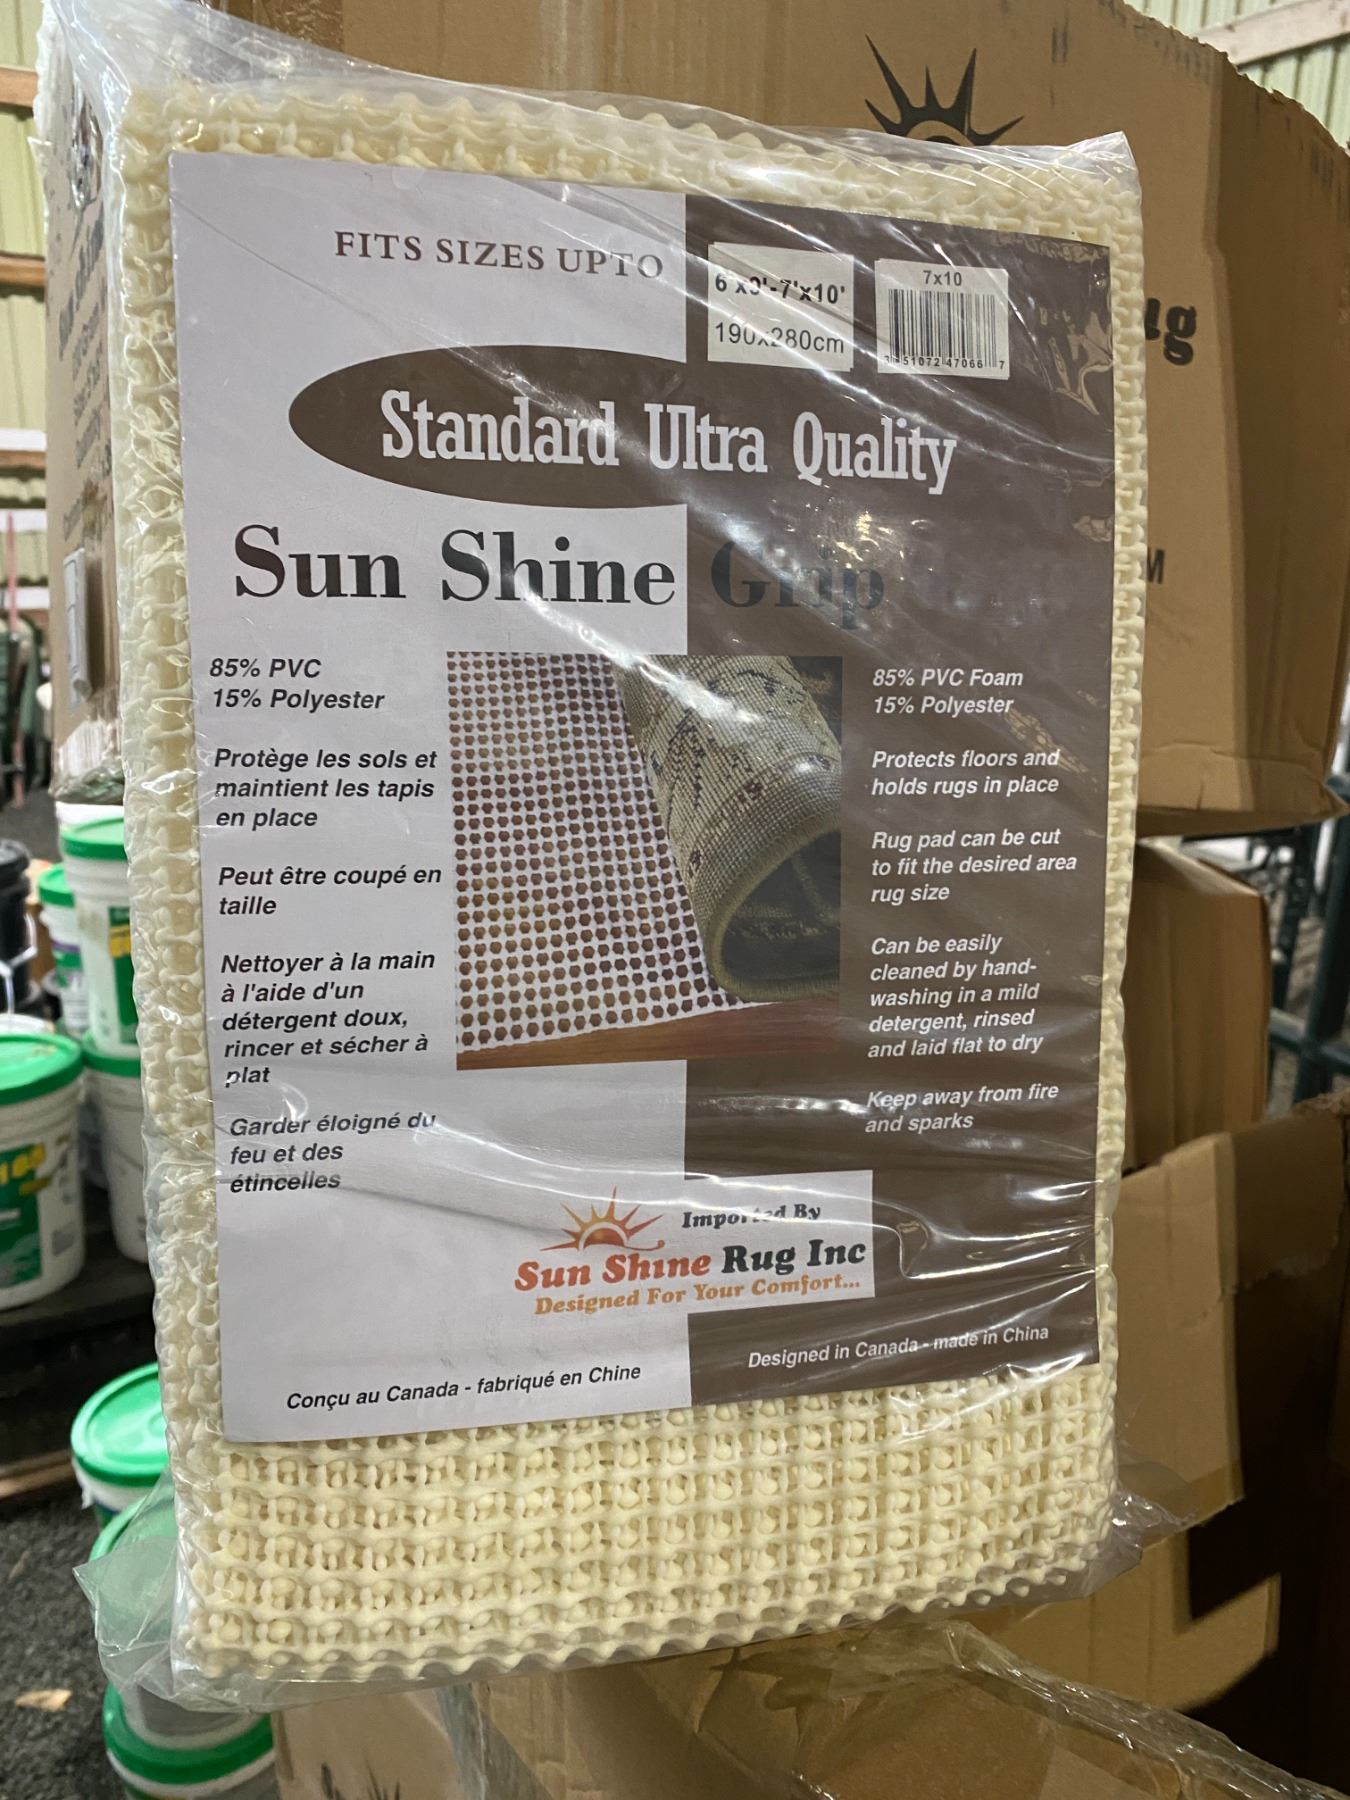 FITS SIZES UPTO
6'x9'-7'x10'
190x280cm
7x10
51072 47066 7
Standard Ultra Quality
Sun Shine Grip
85% PVC
15% Polyester
Protège les sols et
maintient les tapis
en place
Peut être coupé en
taille
Nettoyer à la main
à l'aide d'un
détergent doux,
rincer et sécher à
plat
Garder éloigné du
feu et des
étincelles
85% PVC Foam
15% Polyester
Protects floors and
holds rugs in place
Rug pad can be cut
to fit the desired area
rug size
Can be easily
cleaned by hand-
washing in a mild
detergent, rinsed
and laid flat to dry
Keep away from fire
and sparks
Imported By
Sun Shine Rug Inc
Designed For Your Comfort...
Conçu au Canada - fabriqué en Chine
Designed in Canada - made in China